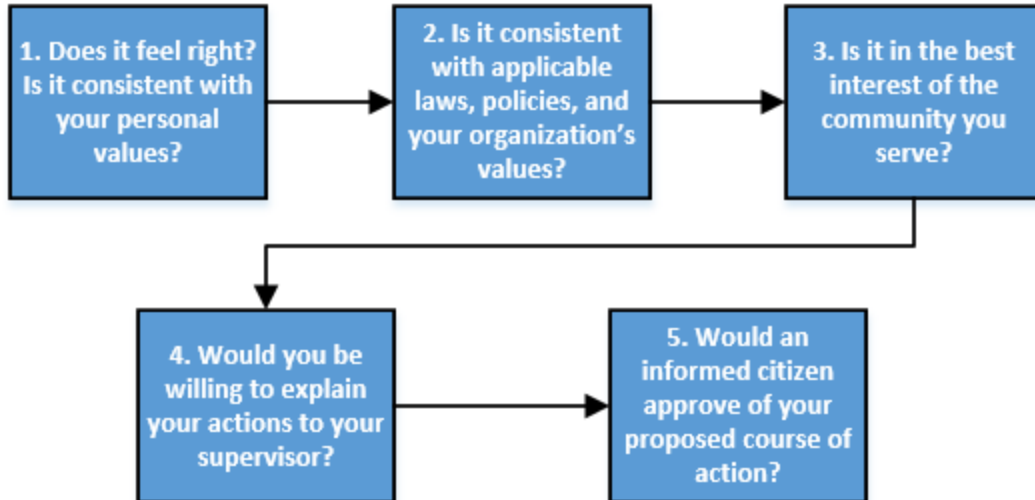 1. Does it feel right?
Is it consistent with
your personal
values?
2. Is it consistent
with applicable
laws, policies, and
your organization’s
values?
3. Is it in the best
interest of the
community you
serve?
4. Would you be
willing to explain
your actions to your
supervisor?
5. Would an
informed citizen
approve of your
proposed course of
action?